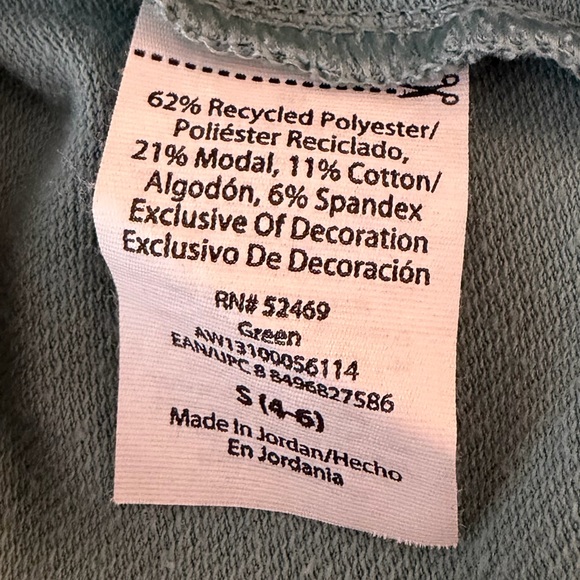 62% Recycled Polyester/
Poliéster Reciclado,
21% Modal, 11% Cotton/
Algodón, 6% Spandex
Exclusive Of Decoration
Exclusivo De Decoración
RN# 52469
Green
AW13100056114
EAN/UPC 8 8496827586
S (4-6)
Made In Jordan/Hecho
En Jordania